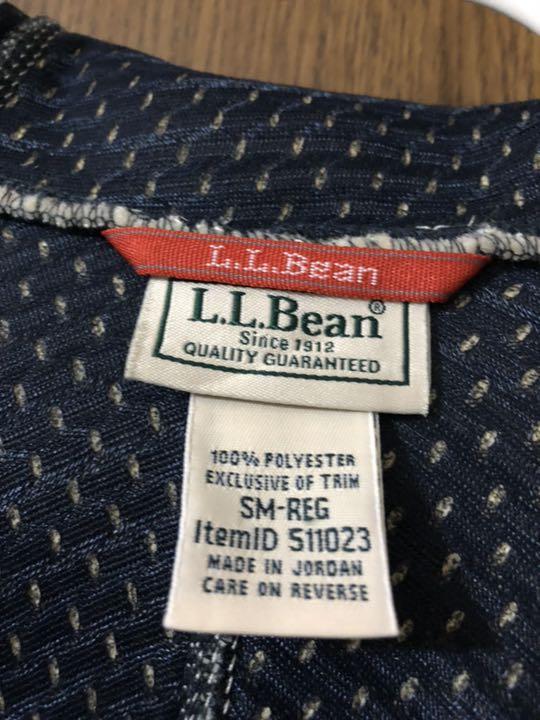 L.L.Bean
L.L.Bean®
Since 1912
QUALITY GUARANTEED
100% POLYESTER
EXCLUSIVE OF TRIM
SM-REG
ItemID 511023
MADE IN JORDAN
CARE ON REVERSE